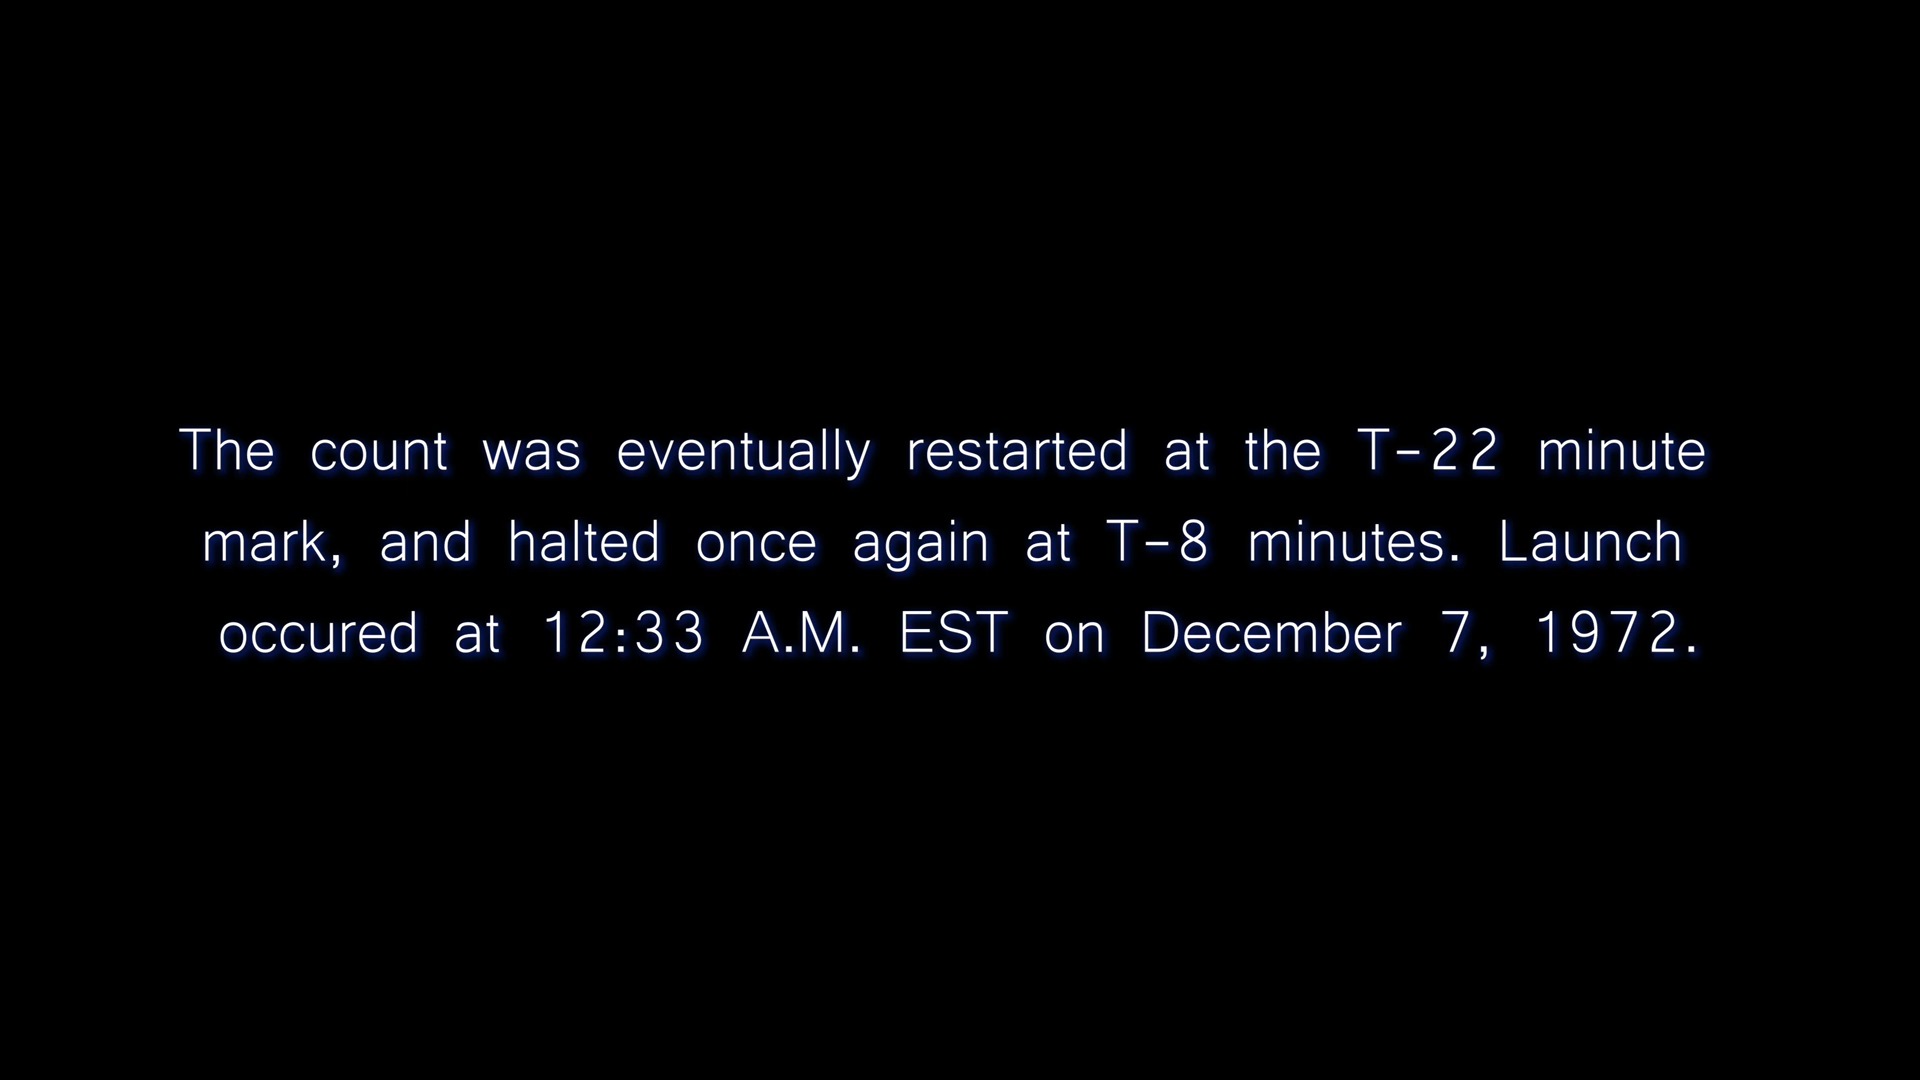 The count was eventually restarted at the T-22 minute
mark, and halted once again at T-8 minutes. Launch
occured at 12:33 A.M. EST on December 7, 1972.